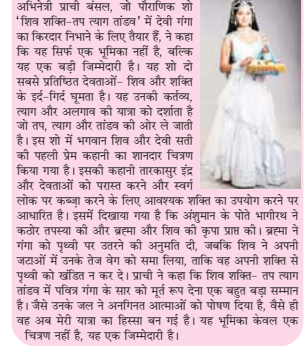 अभिनेत्री प्राची बंसल, जो पौराणिक शो
'शिव शक्ति-तप त्याग तांडव' में देवी गंगा
का किरदार निभाने के लिए तैयार हैं, ने कहा
कि यह सिर्फ एक भूमिका नहीं है, बल्कि
यह एक बड़ी जिम्मेदारी है। यह शो दो
सबसे प्रतिष्ठित देवताओं- शिव और शक्ति
के इर्द-गिर्द घूमता है। यह उनकी कर्तव्य,
त्याग और अलगाव की यात्रा को दर्शाता है
जो तप, त्याग और तांडव की ओर ले जाती
है। इस शो में भगवान शिव और देवी सती
की पहली प्रेम कहानी का शानदार चित्रण
किया गया है। इसकी कहानी तारकासुर इंद्र
और देवताओं को परास्त करने और स्वर्ग
लोक पर कब्जा करने के लिए आवश्यक शक्ति का उपयोग करने पर
आधारित है। इसमें दिखाया गया है कि अंशुमान के पोते भागीरथ ने
कठोर तपस्या की और ब्रह्मा और शिव की कृपा प्राप्त की। ब्रह्मा ने
गंगा को पृथ्वी पर उतरने की अनुमति दी, जबकि शिव ने अपनी
जटाओं में उनके तेज वेग को समा लिया, ताकि वह अपनी शक्ति से
पृथ्वी को खंडित न कर दे। प्राची ने कहा कि शिव शक्ति- तप त्याग
तांडव में पवित्र गंगा के सार को मूर्त रूप देना एक बहुत बड़ा सम्मान
है। जैसे उनके जल ने अनगिनत आत्माओं को पोषण दिया है, वैसे ही
वह अब मेरी यात्रा का हिस्सा बन गई है। यह भूमिका केवल एक
चित्रण नहीं है, यह एक जिम्मेदारी है।